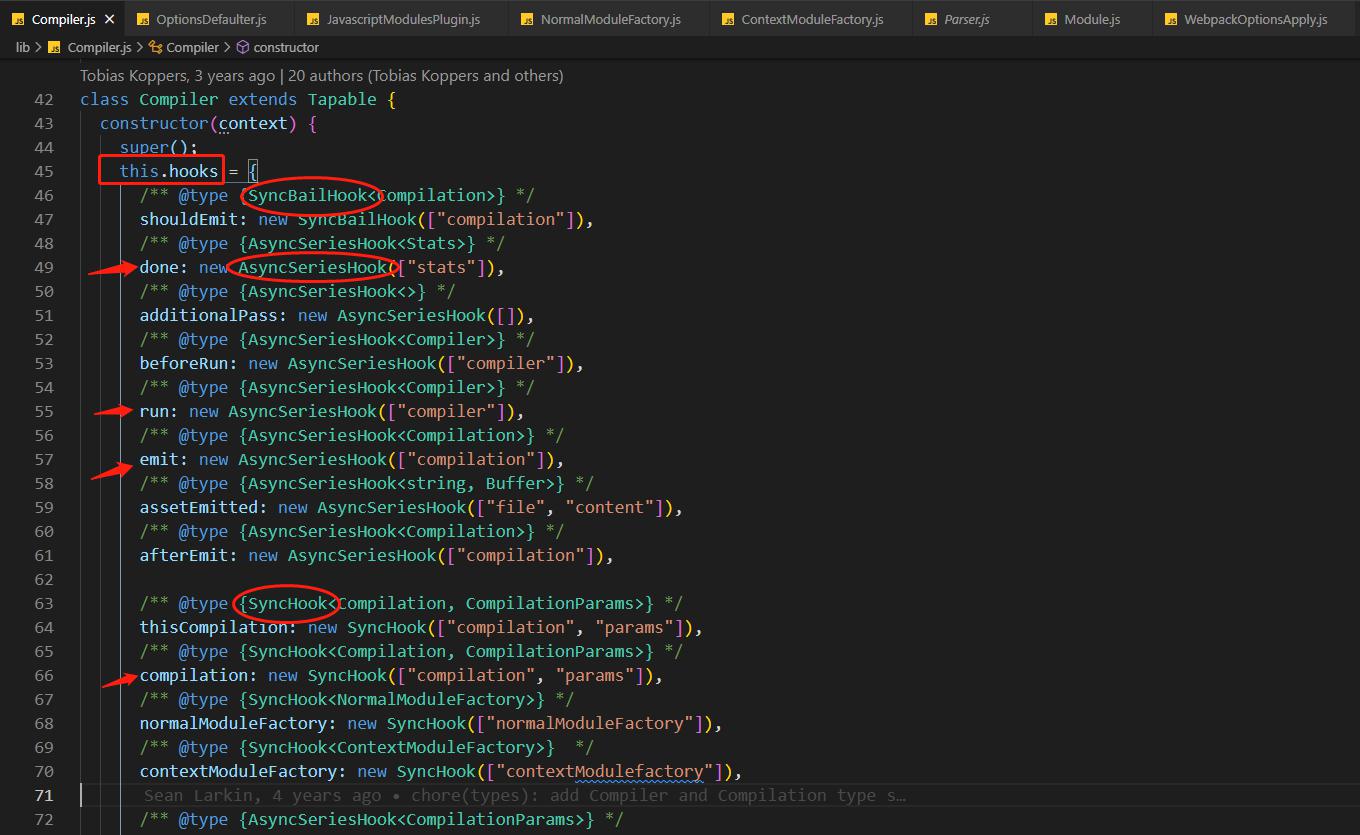 JS Compiler.js × JS OptionsDefaulter.js JS JavascriptModulesPlugin.js JS NormalModuleFactory.js JS ContextModuleFactory.js JS Parser.js JS Module.js JS WebpackOptionsApply.js
lib > JS Compiler.js > Compiler > constructor
Tobias Koppers, 3 years ago | 20 authors (Tobias Koppers and others)
42 class Compiler extends Tapable {
43 constructor(context) {
44 super();
45 this.hooks = {
46 /** @type {SyncBailHook<Compilation>} */
47 shouldEmit: new SyncBailHook(["compilation"]),
48 /** @type {AsyncSeriesHook<Stats>} */
49 done: new AsyncSeriesHook(["stats"]),
50 /** @type {AsyncSeriesHook<>} */
51 additionalPass: new AsyncSeriesHook([]),
52 /** @type {AsyncSeriesHook<Compiler>} */
53 beforeRun: new AsyncSeriesHook(["compiler"]),
54 /** @type {AsyncSeriesHook<Compiler>} */
55 run: new AsyncSeriesHook(["compiler"]),
56 /** @type {AsyncSeriesHook<Compilation>} */
57 emit: new AsyncSeriesHook(["compilation"]),
58 /** @type {AsyncSeriesHook<string, Buffer>} */
59 assetEmitted: new AsyncSeriesHook(["file", "content"]),
60 /** @type {AsyncSeriesHook<Compilation>} */
61 afterEmit: new AsyncSeriesHook(["compilation"]),
62
63 /** @type {SyncHook<Compilation, CompilationParams>} */
64 thisCompilation: new SyncHook(["compilation", "params"]),
65 /** @type {SyncHook<Compilation, CompilationParams>} */
66 compilation: new SyncHook(["compilation", "params"]),
67 /** @type {SyncHook<NormalModuleFactory>} */
68 normalModuleFactory: new SyncHook(["normalModuleFactory"]),
69 /** @type {SyncHook<ContextModuleFactory>}  */
70 contextModuleFactory: new SyncHook(["contextModulefactory"]),
71 Sean Larkin, 4 years ago • chore(types): add Compiler and Compilation type s…
72 /** @type {AsyncSeriesHook<CompilationParams>} */